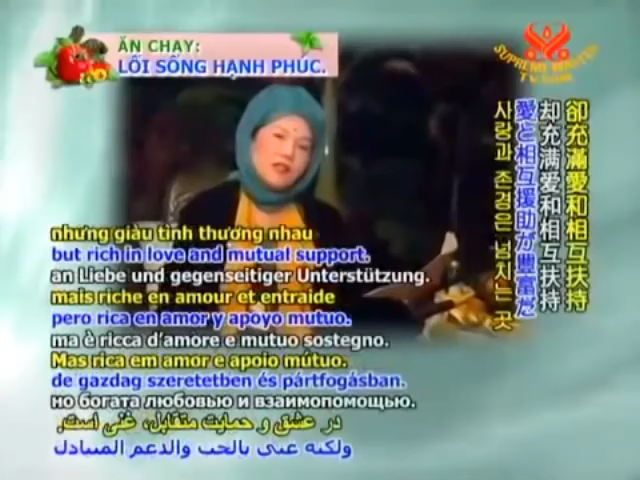 ĂN CHAY:
LỐI SỐNG HẠNH PHÚC.
SUPREME MASTER
TELEVISION
nhưng giàu tình thương nhau
but rich in love and mutual support.
an Liebe und gegenseitiger Unterstützung.
mais riche en amour et entraide
pero rica en amor y apoyo mutuo.
ma è ricca d'amore e mutuo sostegno.
Mas rica em amor e apoio mútuo.
de gazdag szeretetben és pártfogásban.
но богата любовью и взаимопомощью.
در عشق و حمایت متقابل، غنی است.
ولكنه غني بالحب والدعم المتبادل
卻充滿愛和相互扶持
却充满爱和相互扶持
愛と相互援助が豊富だ
사랑과 존경은 넘치는 곳